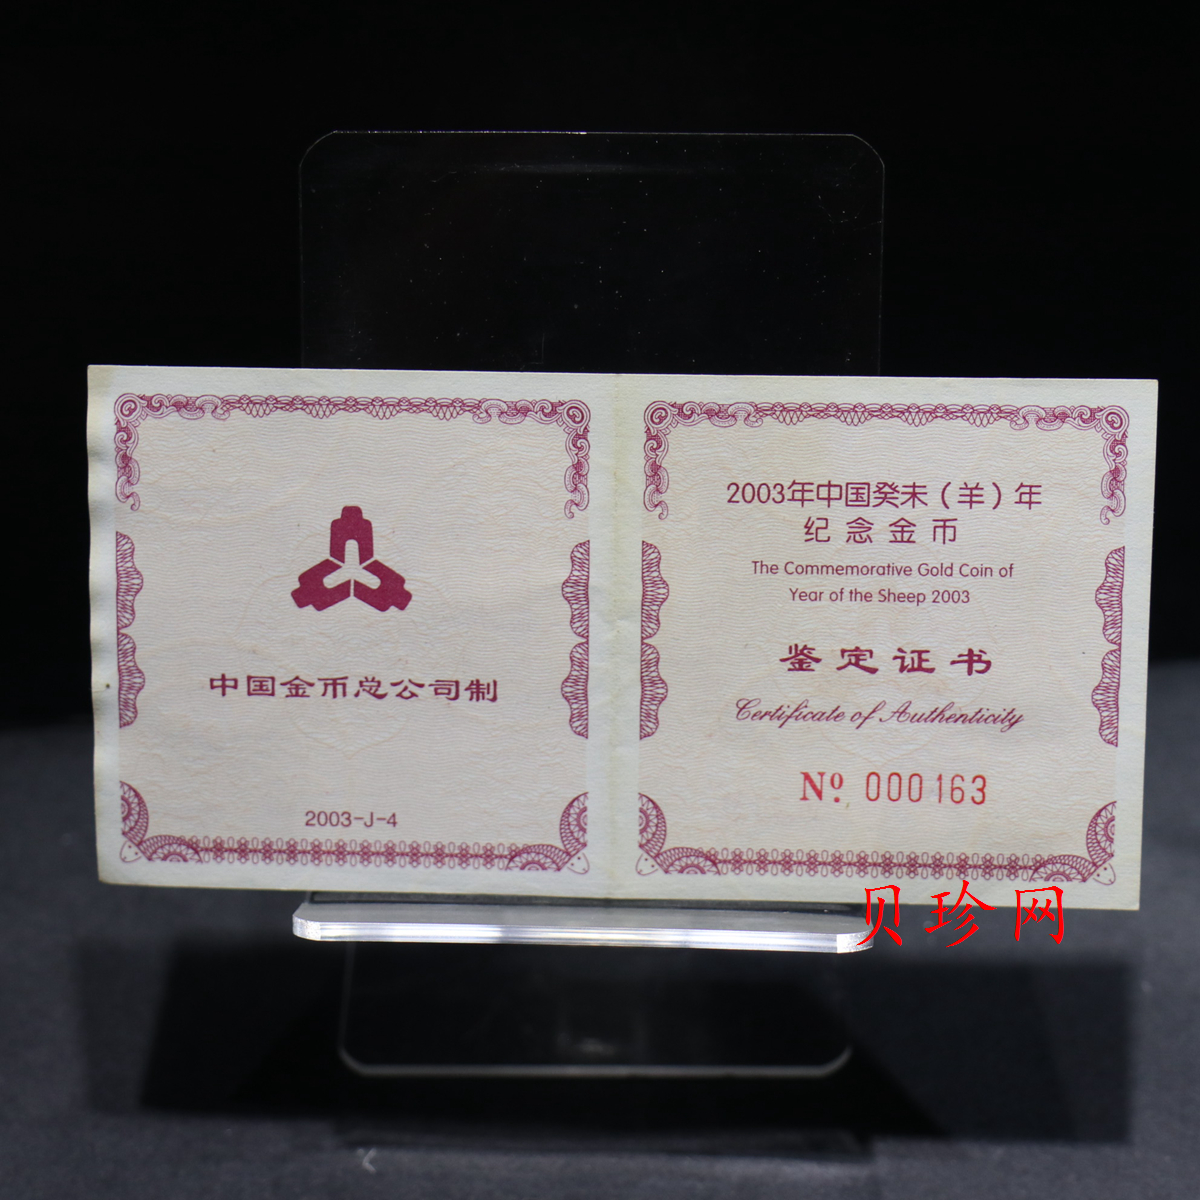 中国金币总公司制
2003-J-4
2003年中国癸未（羊）年
纪念金币
The Commemorative Gold Coin of
Year of the Sheep 2003
鉴定证书
Certificate of Authenticity
Nº 000163
贝珍网